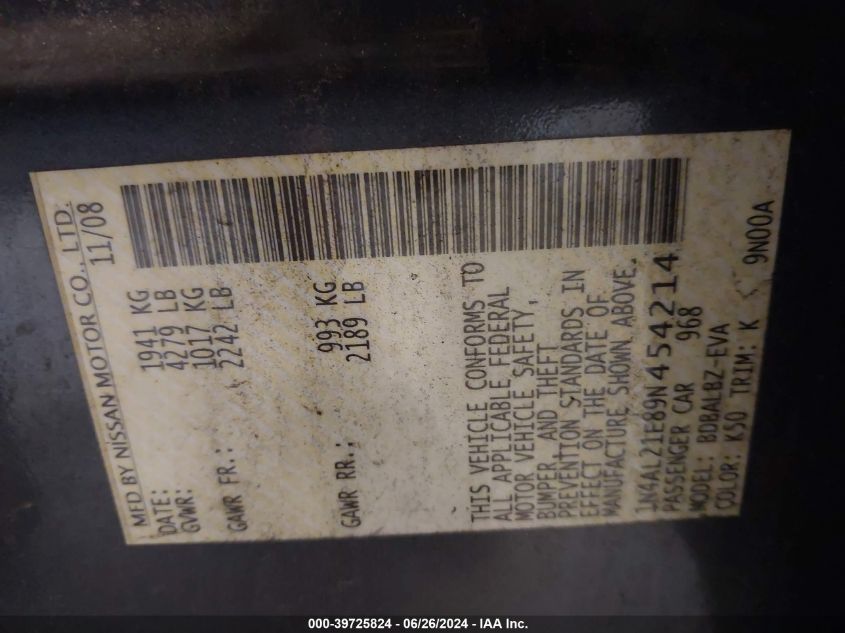 MFD BY NISSAN MOTOR CO., LTD.
DATE: 11/08
GVWR: 1941 KG
4279 LB
GAWR FR.: 1017 KG
2242 LB
GAWR RR.: 993 KG
2189 LB
THIS VEHICLE CONFORMS TO
ALL APPLICABLE FEDERAL
MOTOR VEHICLE SAFETY,
BUMPER AND THEFT
PREVENTION STANDARDS IN
EFFECT ON THE DATE OF
MANUFACTURE SHOWN ABOVE.
1N4AL21E89N454214
PASSENGER CAR 968
MODEL: BDBALBZ-EVA
COLOR: K50 TRIM: K 9N00A
000-39725824 / 06/26/2024 - IAA Inc.